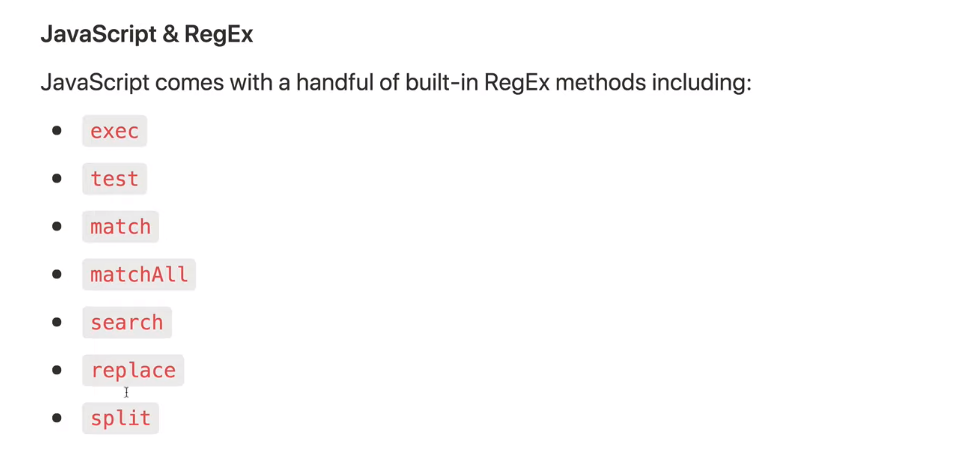 JavaScript & RegEx
JavaScript comes with a handful of built-in RegEx methods including:
exec
test
match
matchAll
search
replace
split